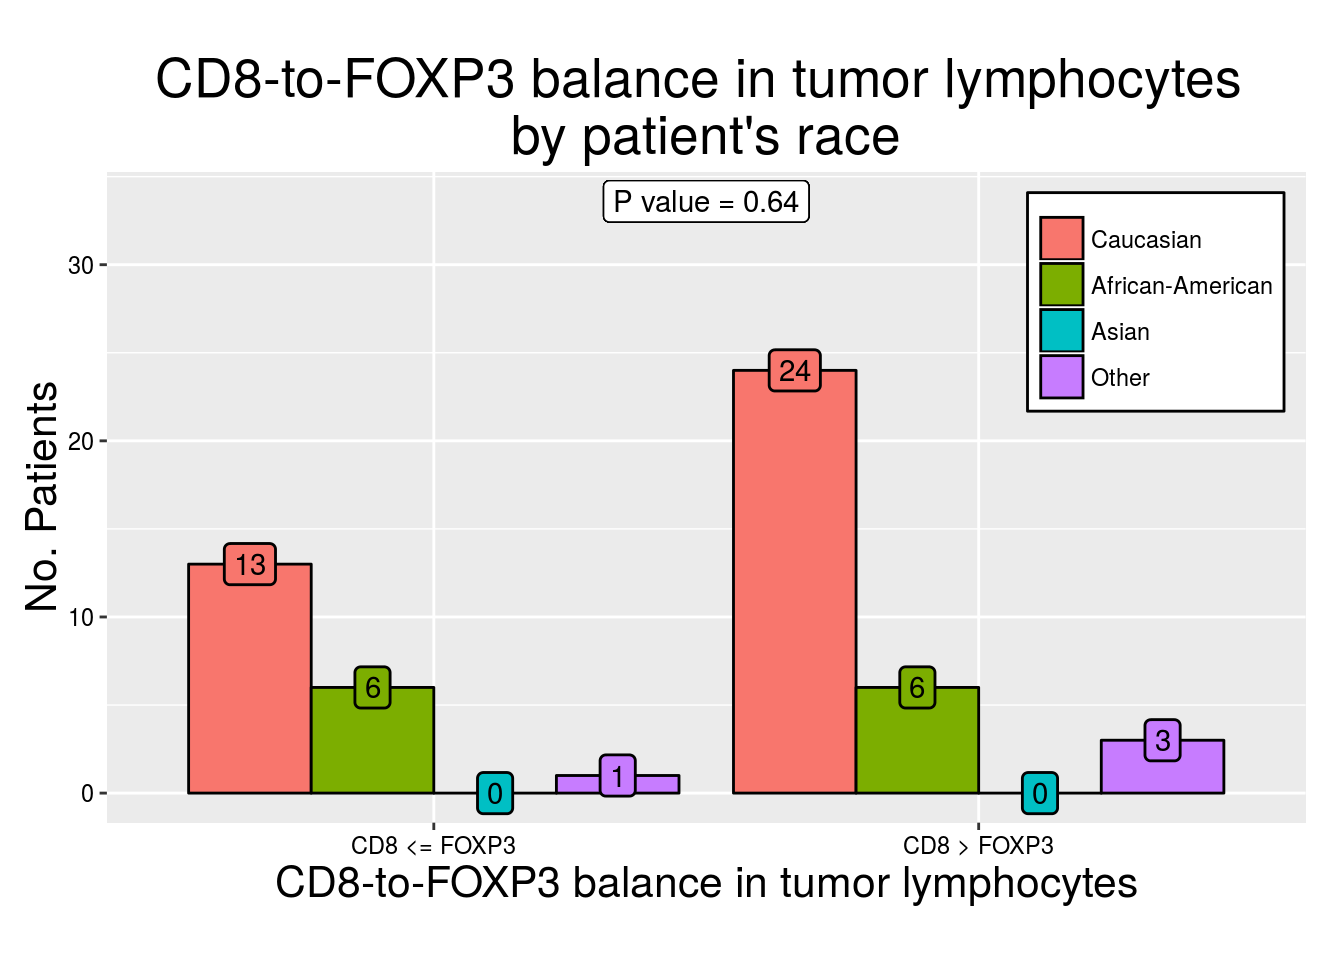 CD8-to-FOXP3 balance in tumor lymphocytes
by patient's race
P value = 0.64
Caucasian
African-American
Asian
Other
No. Patients
30
20
10
0
13
6
0
1
24
6
0
3
CD8 <= FOXP3
CD8 > FOXP3
CD8-to-FOXP3 balance in tumor lymphocytes